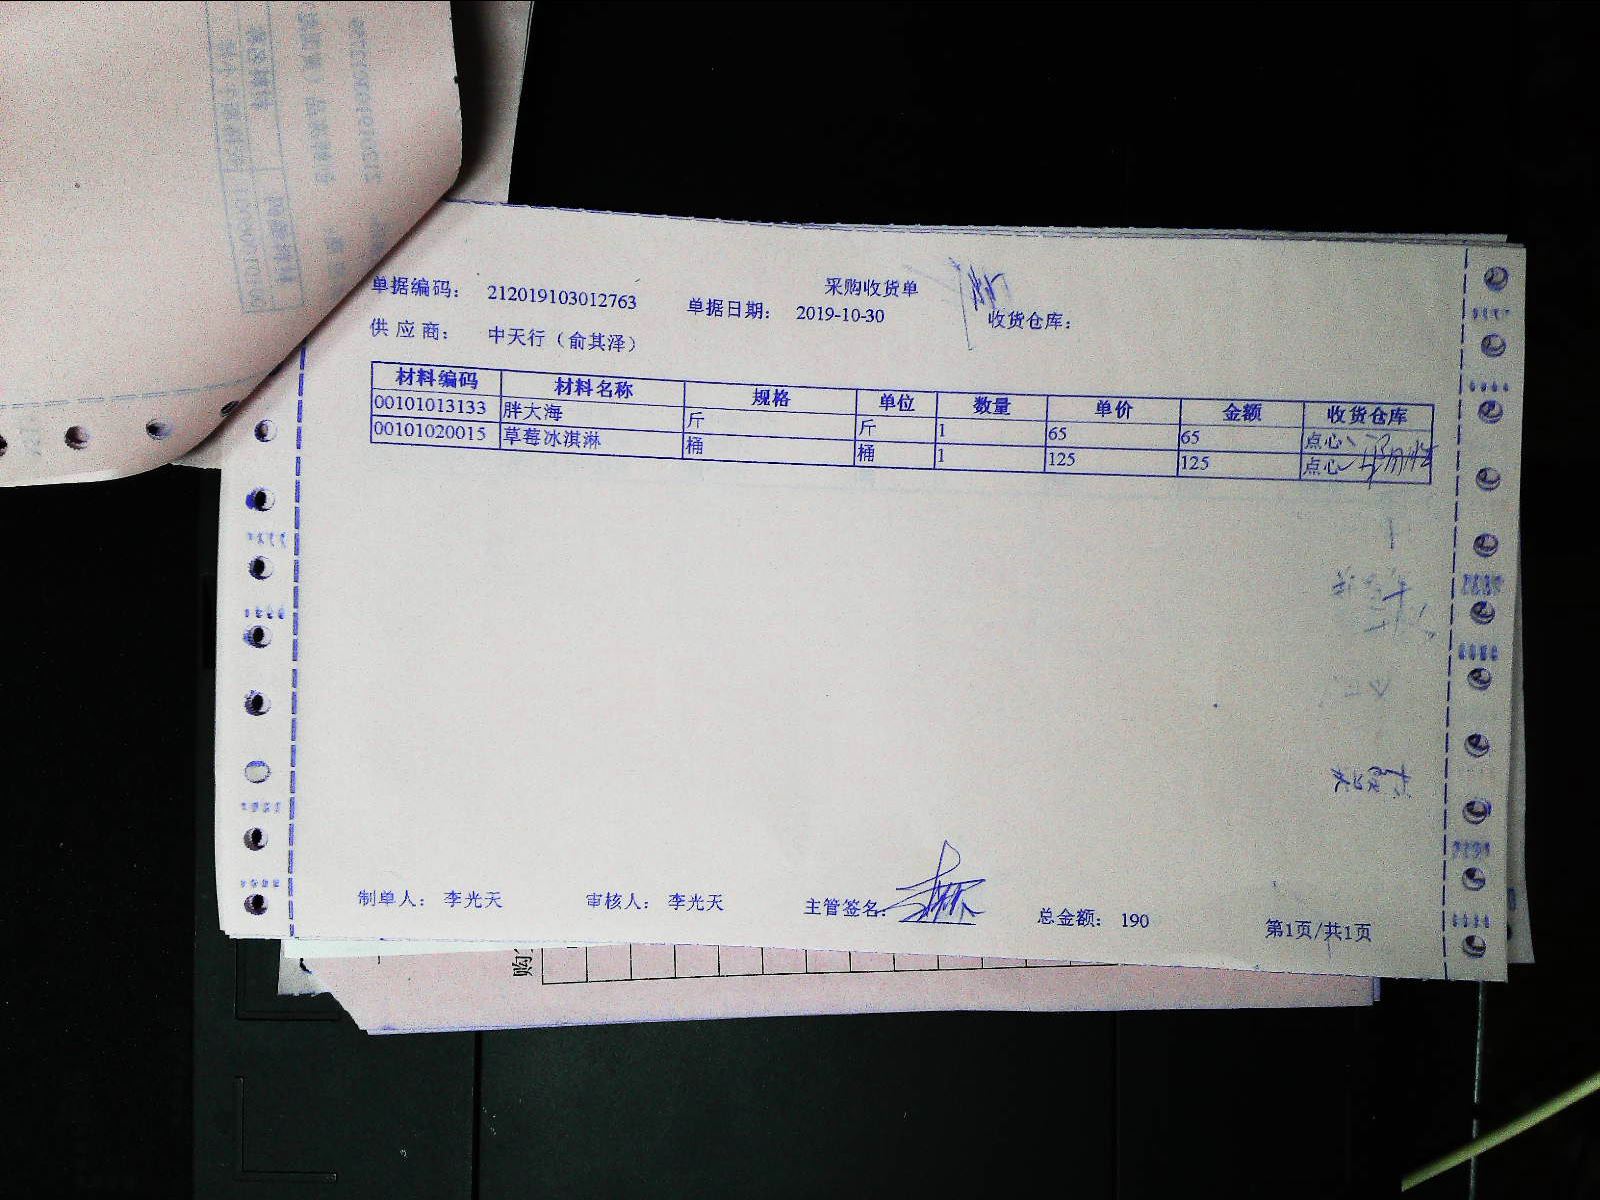 采购收货单
单据编码： 212019103012763 单据日期： 2019-10-30 收货仓库：
供应商： 中天行（俞其泽）
材料编码 材料名称 规格 单位 数量 单价 金额 收货仓库
00101013133 胖大海 斤 斤 1 65 65 点心
00101020015 草莓冰淇淋 桶 桶 1 125 125 点心
制单人： 李光天 审核人： 李光天 主管签名： 总金额： 190 第1页/共1页
购